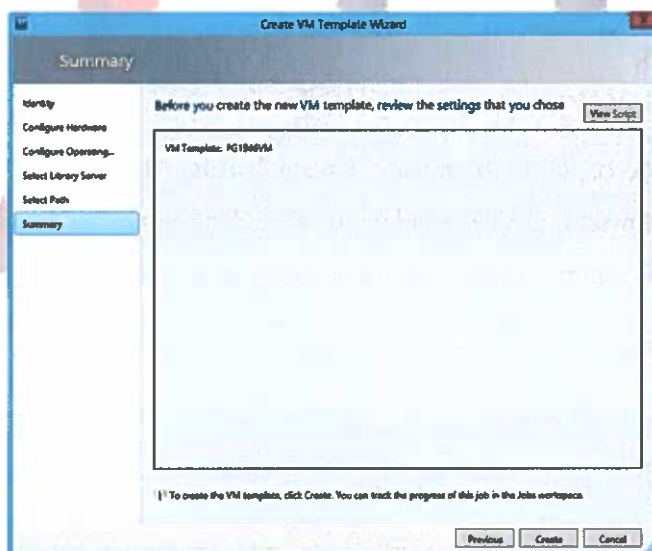 Create VM Template Wizard
Summary
Identity
Configure Hardware
Configure Operating...
Select Library Server
Select Path
Summary
Before you create the new VM template, review the settings that you chose
View Script
VM Template:
To create the VM template, click Create. You can track the progress of this job in the Jobs workspace.
Previous
Create
Cancel